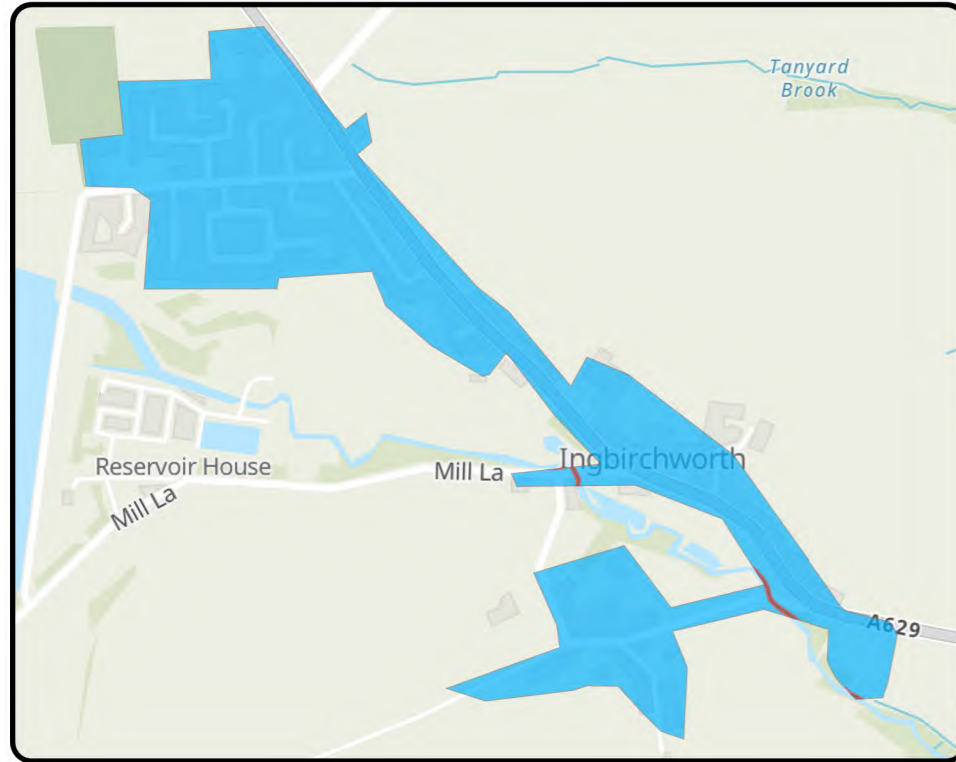 Tanyard
Brook
Ingbirchworth
Reservoir House
Mill La
Mill La
A629